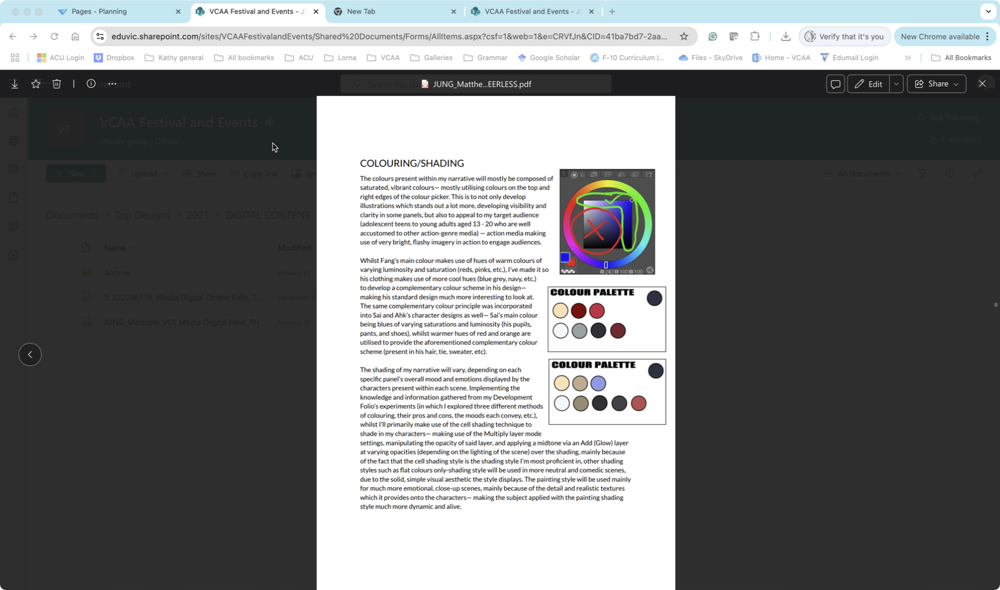 Pages - Planning
VCAA Festival and Events - J
New Tab
VCAA Festival and Events - J
eduvic.sharepoint.com/sites/VCAAFestivalandEvents/Shared%20Documents/Forms/AllItems.aspx?csf=1&web=1&e=CRVfJn&CID=41ba7bd7-2aa...
Verify that it's you
New Chrome available
ACU Login
Dropbox
Kathy general
All bookmarks
ACU
Lorna
VCAA
Galleries
Grammar
Google Scholar
F-10 Curriculum |...
Files - SkyDrive
Home - VCAA
Edumail Login
All Bookmarks
Search this lib
JUNG_Matthe...EERLESS.pdf
Edit
Share
VF
VCAA Festival and Events
Private group | Official
Not following
8 members
New
Upload
Share
Copy link
All Documents
Documents > Top Designs > 2025 > DIGITAL CONTENT
Name
Modified
Archive
January 22
2. 22228611A_Media Digital Online Folio_T...
December 1
JUNG_Matthew_VCE Media Digital Folio_TH...
January 22
COLOURING/SHADING
The colours present within my narrative will mostly be composed of
saturated, vibrant colours— mostly utilising colours on the top and
right edges of the colour picker. This is to not only develop
illustrations which stands out a lot more, developing visibility and
clarity in some panels, but also to appeal to my target audience
(adolescent teens to young adults aged 13 - 20 who are well
accustomed to other action-genre media) — action media making
use of very bright, flashy imagery in action to engage audiences.
Whilst Fang's main colour makes use of hues of warm colours of
varying luminosity and saturation (reds, pinks, etc.), I've made it so
his clothing makes use of more cool hues (blue grey, navy, etc.)
to develop a complementary colour scheme in his design—
making his standard design much more interesting to look at.
The same complementary colour principle was incorporated
into Sai and Ahk's character designs as well— Sai's main colour
being blues of varying saturations and luminosity (his pupils,
pants, and shoes), whilst warmer hues of red and orange are
utilised to provide the aforementioned complementary colour
scheme (present in his hair, tie, sweater, etc).
The shading of my narrative will vary, depending on each
specific panel's overall mood and emotions displayed by the
characters present within each scene. Implementing the
knowledge and information gathered from my Development
Folio's experiments (in which I explored three different methods
of colouring, their pros and cons, the moods each convey, etc.),
whilst I'll primarily make use of the cell shading technique to
shade in my characters— making use of the Multiply layer mode
settings, manipulating the opacity of said layer, and applying a midtone via an Add (Glow) layer
at varying opacities (depending on the lighting of the scene) over the shading, mainly because
of the fact that the cell shading style is the shading style I'm most proficient in, other shading
styles such as flat colours only-shading style will be used in more neutral and comedic scenes,
due to the solid, simple visual aesthetic the style displays. The painting style will be used mainly
for much more emotional, close-up scenes, mainly because of the detail and realistic textures
which it provides onto the characters— making the subject applied with the painting shading
style much more dynamic and alive.
242 100 100
COLOUR PALETTE
COLOUR PALETTE